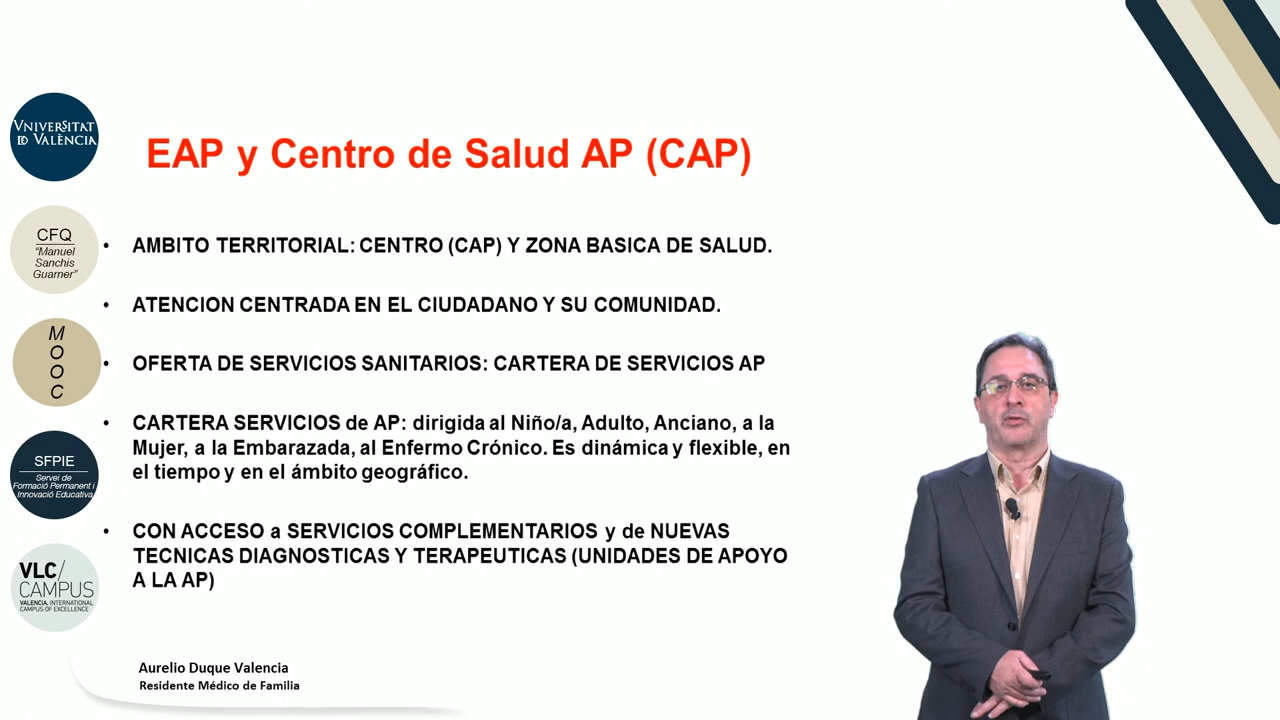 VNIVERSITAT
ID VALÈNCIA
CFQ
"Manuel
Sanchis
Guarner"
M
O
O
C
SFPIE
Servei de
Formació Permanent i
Innovació Educativa
VLC/
CAMPUS
VALENCIA, INTERNATIONAL
CAMPUS OF EXCELLENCE
EAP y Centro de Salud AP (CAP)
• AMBITO TERRITORIAL: CENTRO (CAP) Y ZONA BASICA DE SALUD.
• ATENCION CENTRADA EN EL CIUDADANO Y SU COMUNIDAD.
• OFERTA DE SERVICIOS SANITARIOS: CARTERA DE SERVICIOS AP
• CARTERA SERVICIOS de AP: dirigida al Niño/a, Adulto, Anciano, a la
Mujer, a la Embarazada, al Enfermo Crónico. Es dinámica y flexible, en
el tiempo y en el ámbito geográfico.
• CON ACCESO a SERVICIOS COMPLEMENTARIOS y de NUEVAS
TECNICAS DIAGNOSTICAS Y TERAPEUTICAS (UNIDADES DE APOYO
A LA AP)
Aurelio Duque Valencia
Residente Médico de Familia